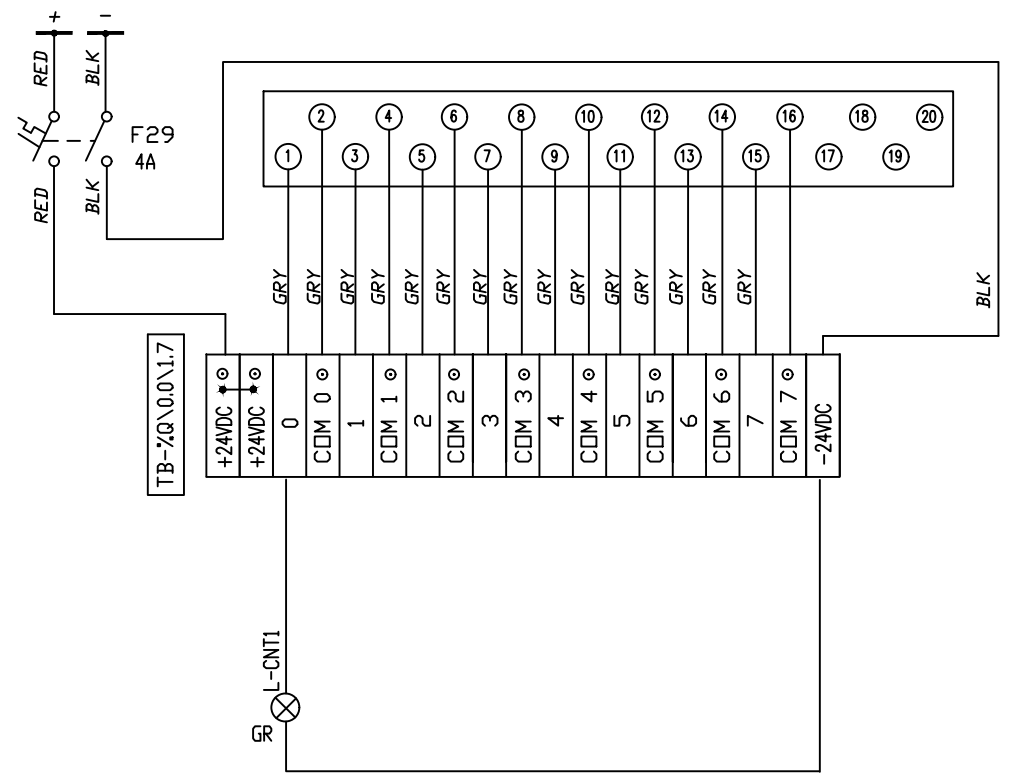 + -
RED BLK
F29
4A
RED BLK
2 4 6 8 10 12 14 16 18 20
1 3 5 7 9 11 13 15 17 19
GRY GRY GRY GRY GRY GRY GRY GRY GRY GRY GRY GRY GRY GRY GRY BLK
TB-%Q\0.0\1.7
+24VDC
+24VDC
0
COM 0
1
COM 1
2
COM 2
3
COM 3
4
COM 4
5
COM 5
6
COM 6
7
COM 7
-24VDC
L-CNT1
GR